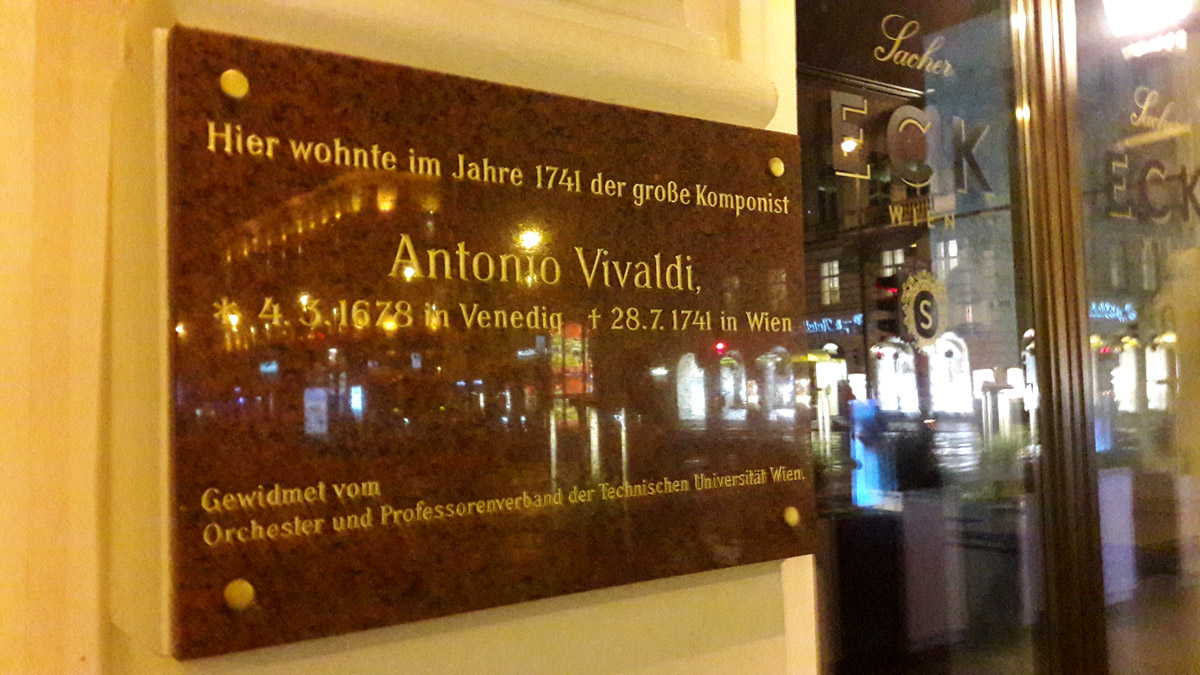 Hier wohnte im Jahre 1741 der große Komponist
Antonio Vivaldi,
* 4. 3. 1678 in Venedig † 28. 7. 1741 in Wien
Gewidmet vom
Orchester und Professorenverband der Technischen Universität Wien.
Sacher
ECK
WIEN
S
Sacher
ECK